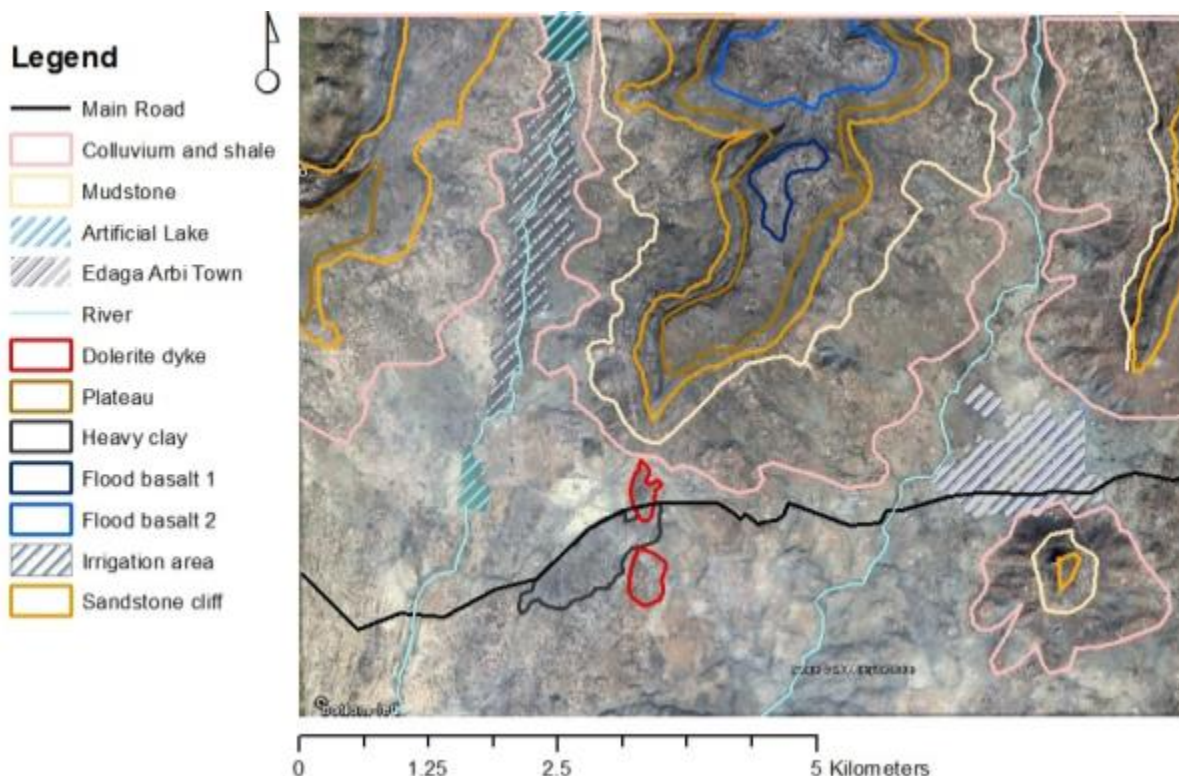 Legend
Main Road
Colluvium and shale
Mudstone
Artificial Lake
Edaga Arbi Town
River
Dolerite dyke
Plateau
Heavy clay
Flood basalt 1
Flood basalt 2
Irrigation area
Sandstone cliff
0 1.25 2.5 5 Kilometers